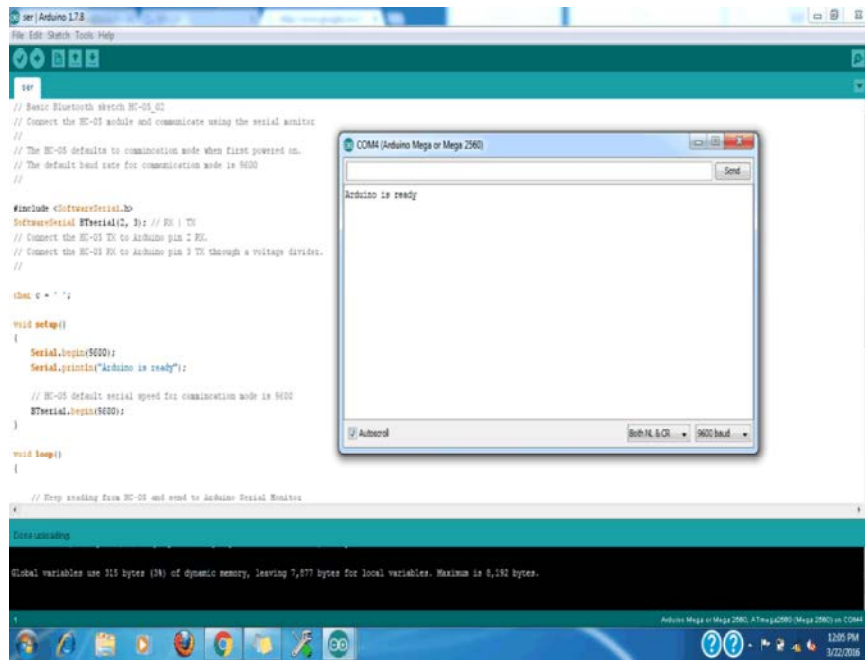 ser | Arduino 1.7.8
File Edit Sketch Tools Help
ser
// Basic Bluetooth sketch HC-05_02
// Connect the HC-05 module and communicate using the serial monitor
//
// The HC-05 defaults to commincation mode when first powered on.
// The default baud rate for communication mode is 9600
//
#include <SoftwareSerial.h>
SoftwareSerial BTserial(2, 3); // RX | TX
// Connect the HC-05 TX to Arduino pin 2 RX.
// Connect the HC-05 RX to Arduino pin 3 TX through a voltage divider.
//
char c = ' ';
void setup()
{
Serial.begin(9600);
Serial.println("Arduino is ready");
// HC-05 default serial speed for commincation mode is 9600
BTserial.begin(9600);
}
void loop()
{
// Keep reading from HC-05 and send to Arduino Serial Monitor
COM4 (Arduino Mega or Mega 2560)
Send
Arduino is ready
Autoscroll
Both NL & CR
9600 baud
Done uploading.
Global variables use 315 bytes (3%) of dynamic memory, leaving 7,877 bytes for local variables. Maximum is 8,192 bytes.
1
Arduino Mega or Mega 2560, ATmega2560 (Mega 2560) on COM4
12:05 PM
3/22/2016